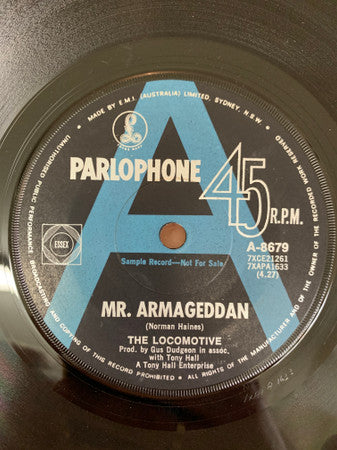 MADE BY E.M.I. (AUSTRALIA) LIMITED, SYDNEY, N.S.W.
PARLOPHONE
45
R.P.M.
ESSEX
A-8679
7XCE21261
7XAPA1633
(4.27)
Sample Record—Not For Sale
A
MR. ARMAGEDDAN
(Norman Haines)
THE LOCOMOTIVE
Prod. by Gus Dudgeon in assoc.
with Tony Hall
A Tony Hall Enterprise
UNAUTHORISED PUBLIC PERFORMANCE BROADCASTING AND COPYING OF THIS RECORD PROHIBITED • ALL RIGHTS OF THE MANUFACTURER AND OF THE OWNER OF THE RECORDED WORK RESERVED